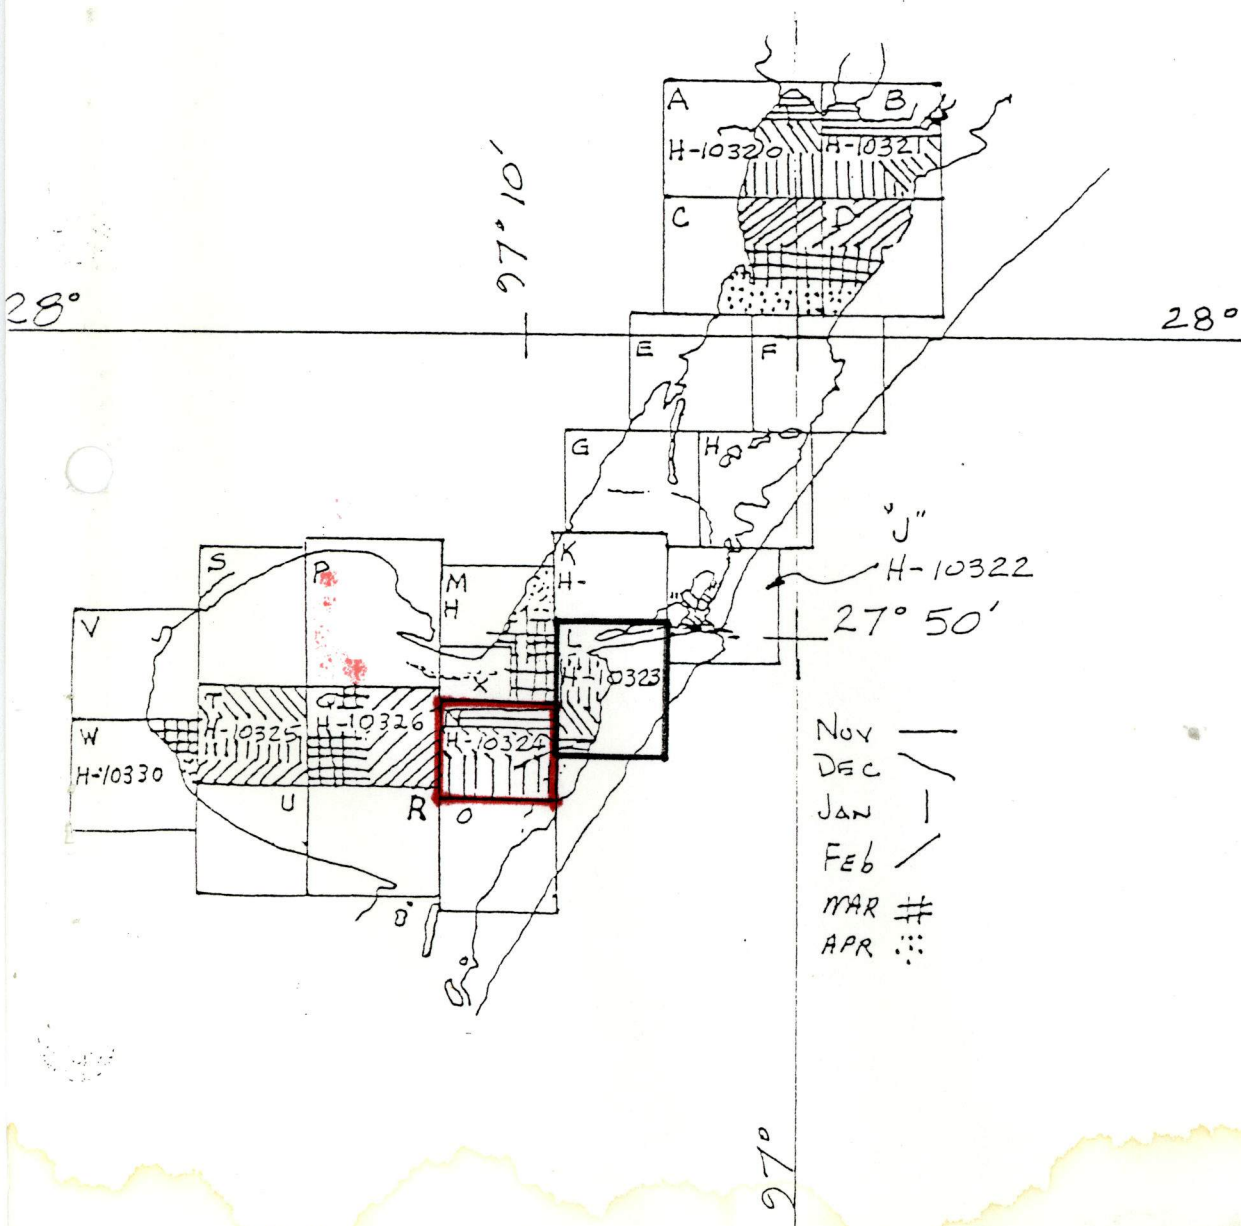 A
B
H-10320
H-10321
97° 10'
C
D
28°
28°
E
F
G
H
"J"
H-10322
27° 50'
S
P
M
H
K
H-
V
L
H-10323
X
T
Q
H-10325
H-10326
N
H-10324
W
H-10330
U
R
O
Nov
DEC
JAN
Feb
MAR
APR
97°